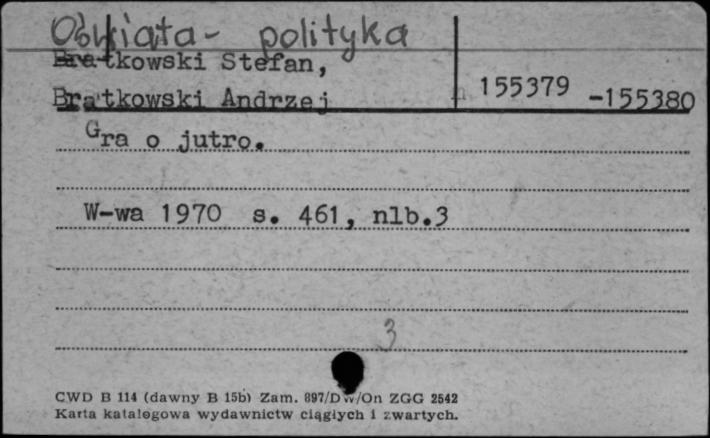 Oświata - polityka
Bratkowski Stefan,
Bratkowski Andrzej
155379 -155380
Gra o jutro.
W-wa 1970 s. 461, nlb.3
3
CWD B 114 (dawny B 15b) Zam. 897/DW/On ZGG 2542
Karta katalogowa wydawnictw ciągłych i zwartych.